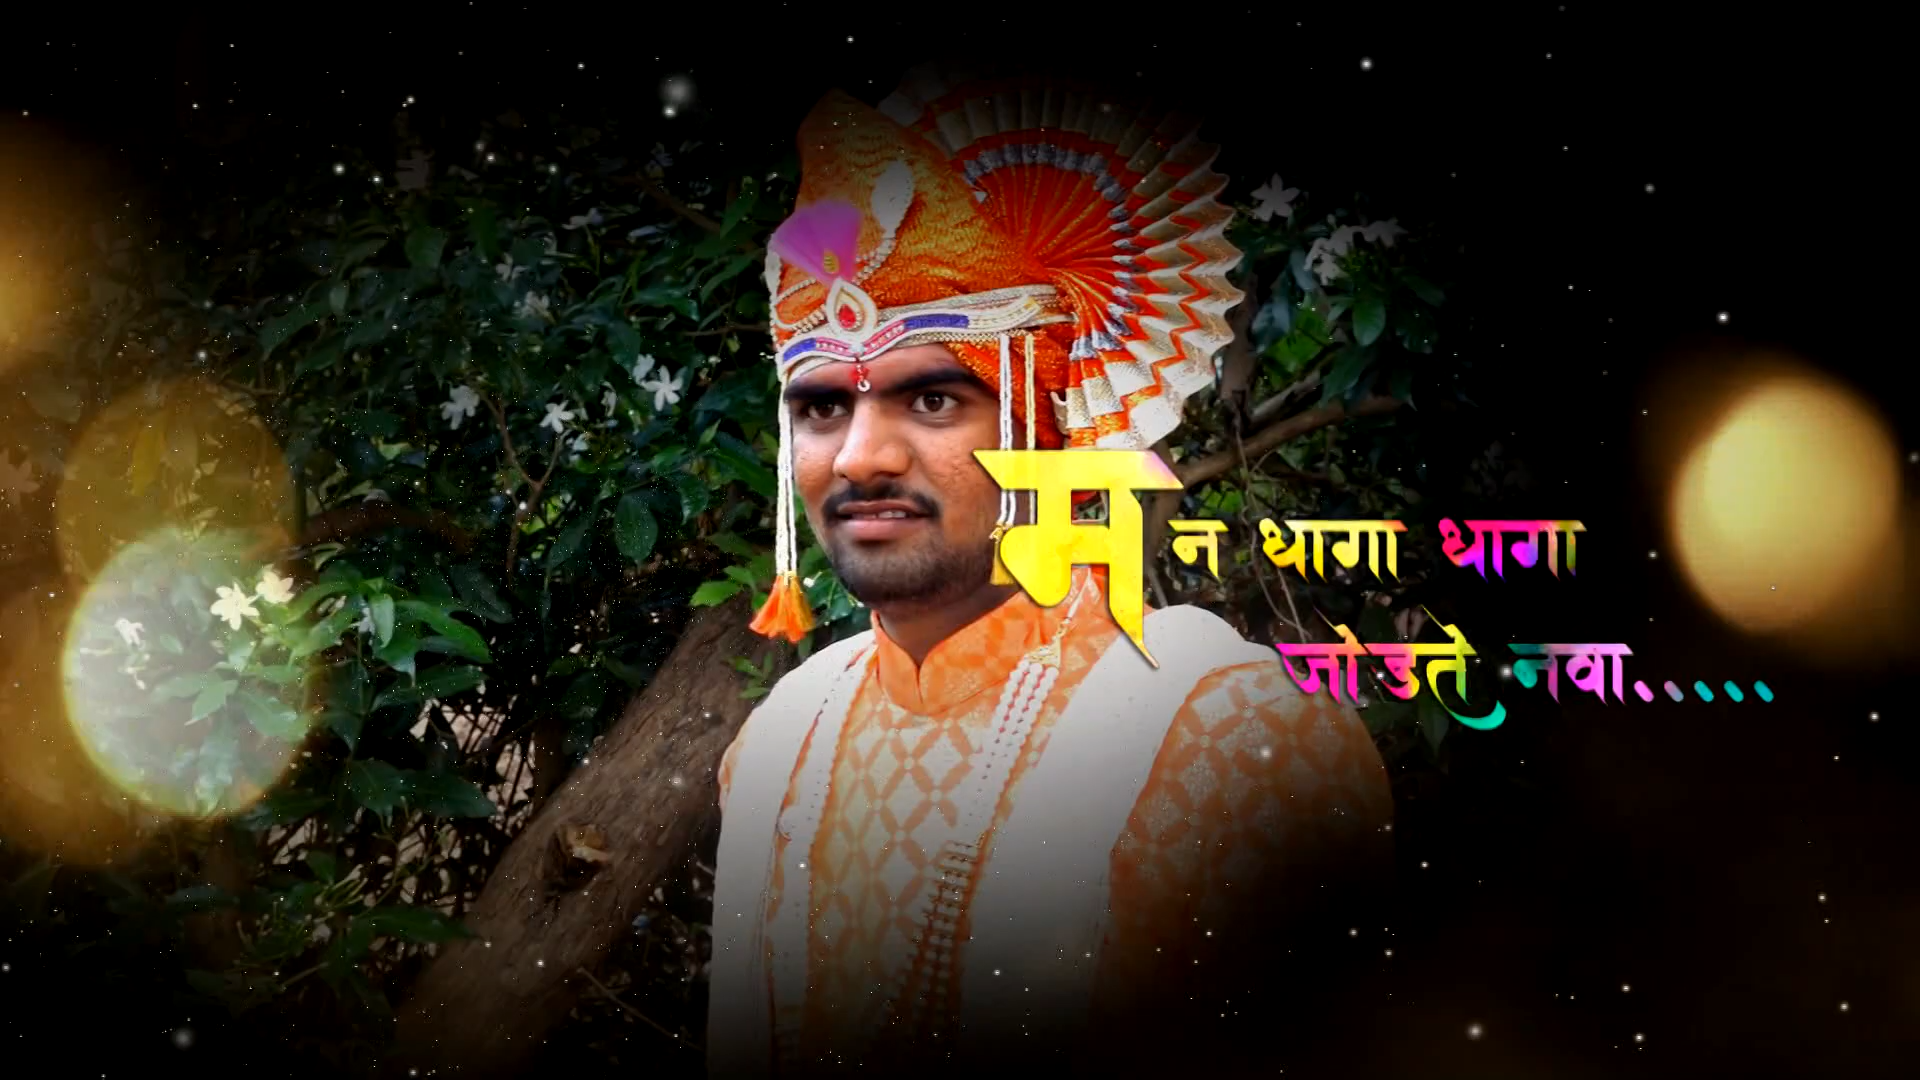 मन धागा धागा
जोडते नवा.....